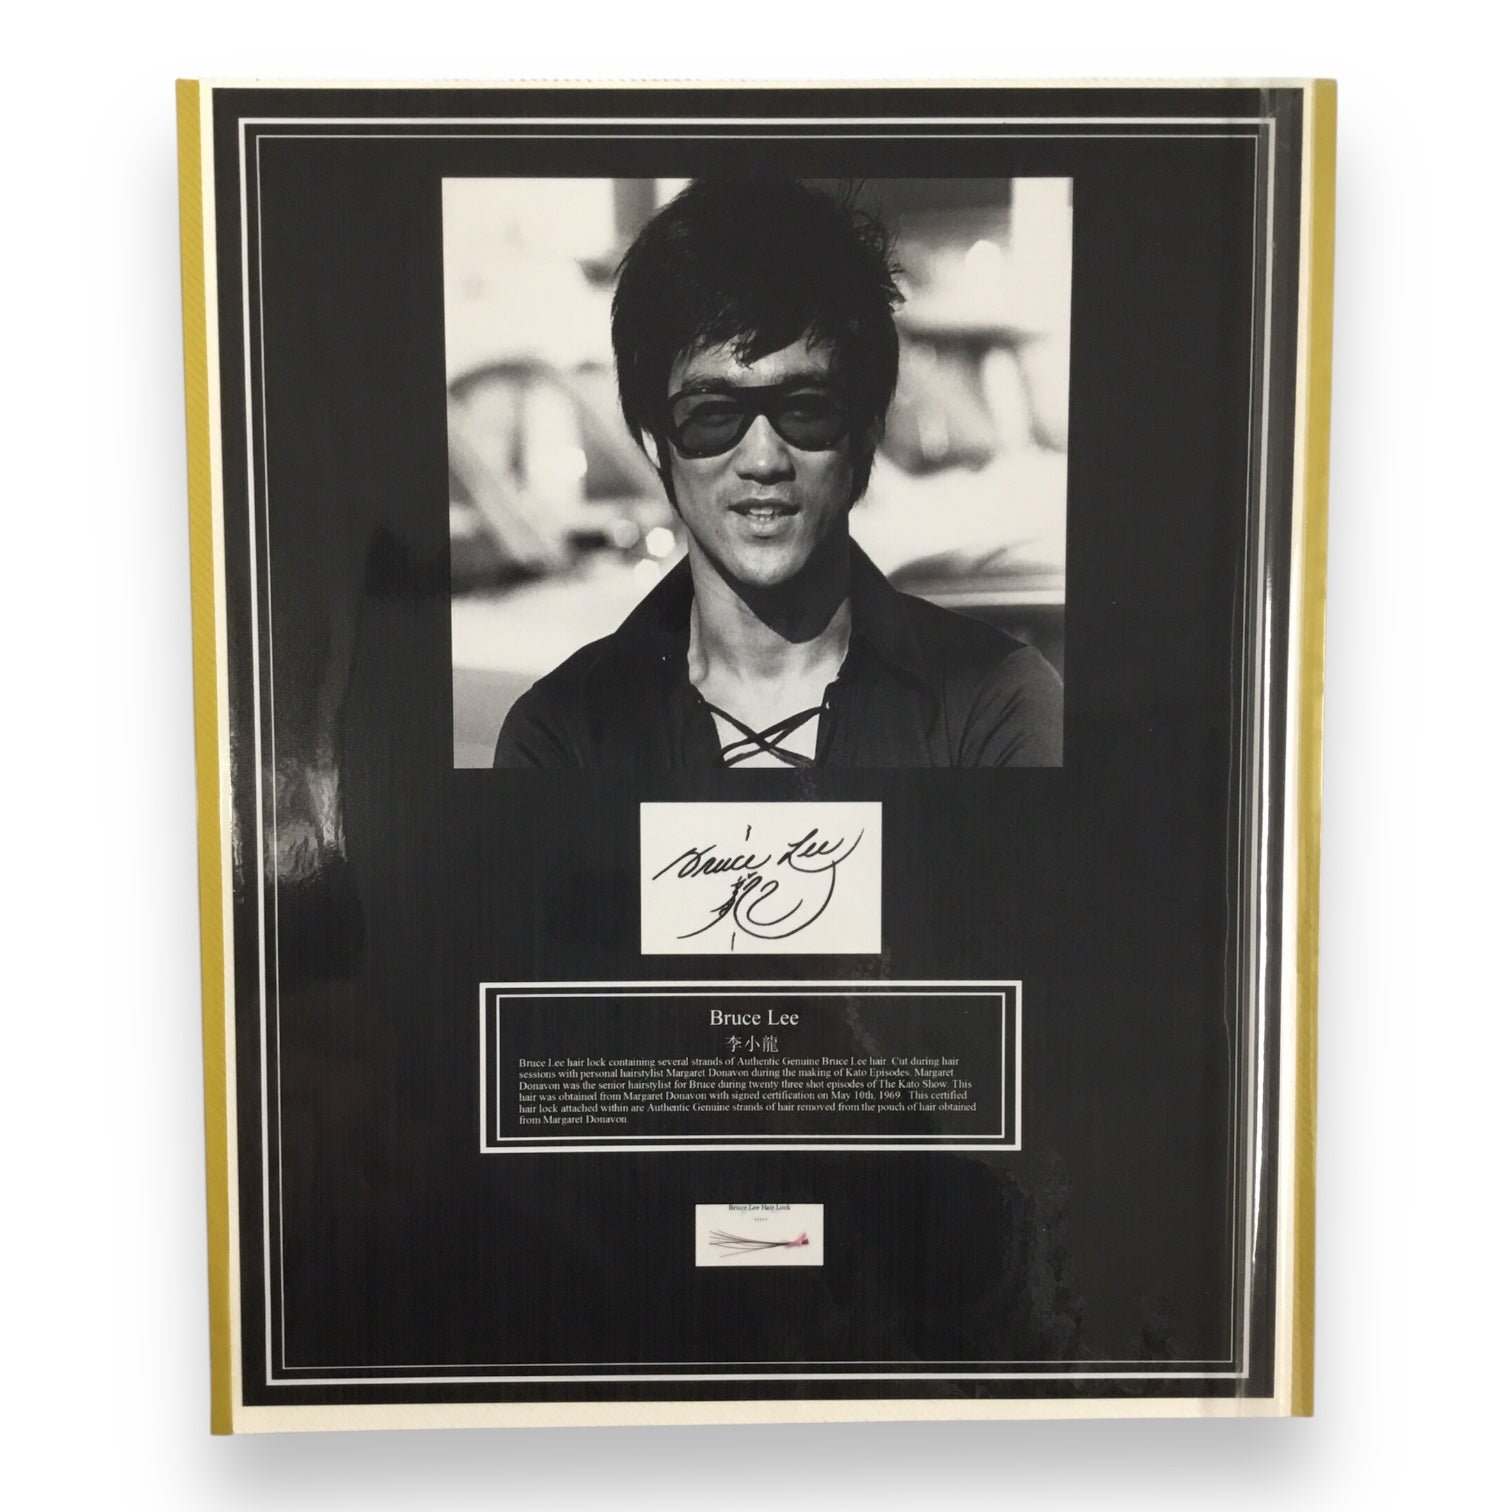 Bruce Lee
龍
Bruce Lee
李小龍
Bruce Lee hair lock containing several strands of Authentic Genuine Bruce Lee hair. Cut during hair
sessions with personal hairstylist Margaret Donavon during the making of Kato Episodes. Margaret
Donavon was the senior hairstylist for Bruce during twenty three shot episodes of The Kato Show. This
hair was obtained from Margaret Donavon with signed certification on May 10th, 1969. This certified
hair lock attached within are Authentic Genuine strands of hair removed from the pouch of hair obtained
from Margaret Donavon.
Bruce Lee Hair Lock